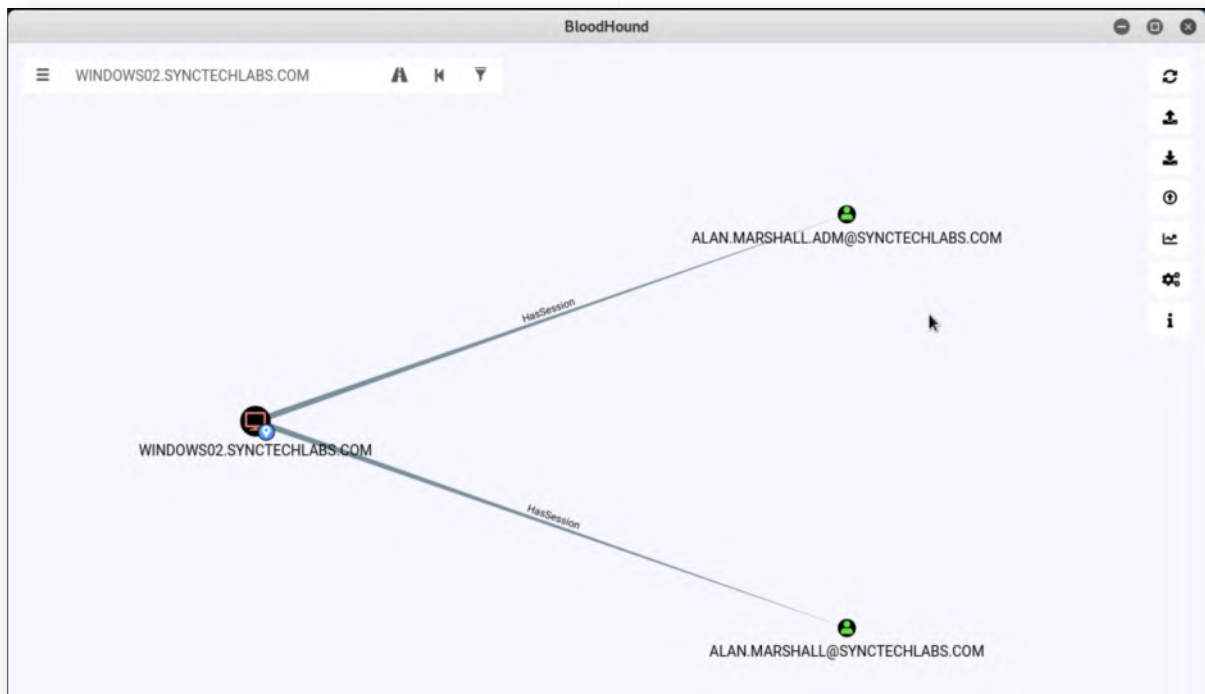 BloodHound
WINDOWS02.SYNCTECHLABS.COM
ALAN.MARSHALL.ADM@SYNCTECHLABS.COM
HasSession
WINDOWS02.SYNCTECHLABS.COM
HasSession
ALAN.MARSHALL@SYNCTECHLABS.COM